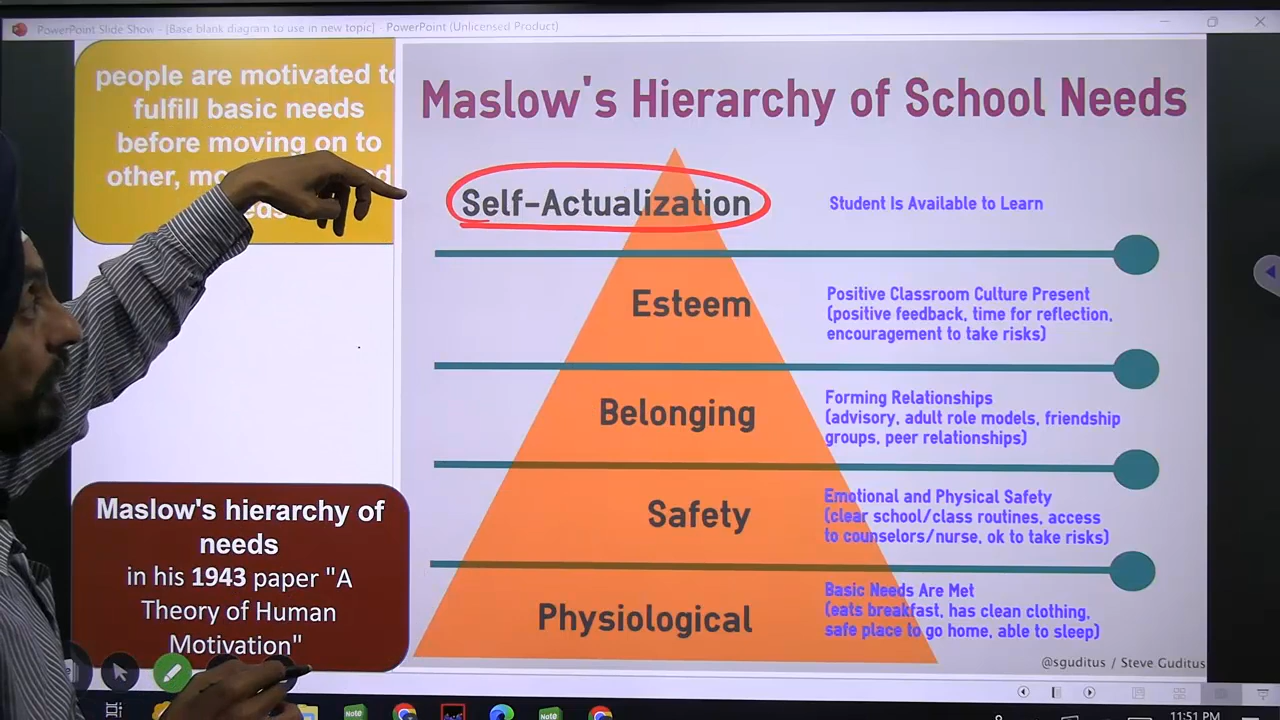 PowerPoint Slide Show - [Base blank diagram to use in new topic] - PowerPoint (Unlicensed Product)
people are motivated to
fulfill basic needs
before moving on to
other,
Maslow's Hierarchy of School Needs
Self-Actualization
Student Is Available to Learn
Esteem
Positive Classroom Culture Present
(positive feedback, time for reflection,
encouragement to take risks)
Belonging
Forming Relationships
(advisory, adult role models, friendship
groups, peer relationships)
Safety
Emotional and Physical Safety
(clear school/class routines, access
to counselors/nurse, ok to take risks)
Physiological
Basic Needs Are Met
(eats breakfast, has clean clothing,
safe place to go home, able to sleep)
@sguditus / Steve Guditus
Maslow's hierarchy of
needs
in his 1943 paper "A
Theory of Human
Motivation"
Note
Note
11:51 PM